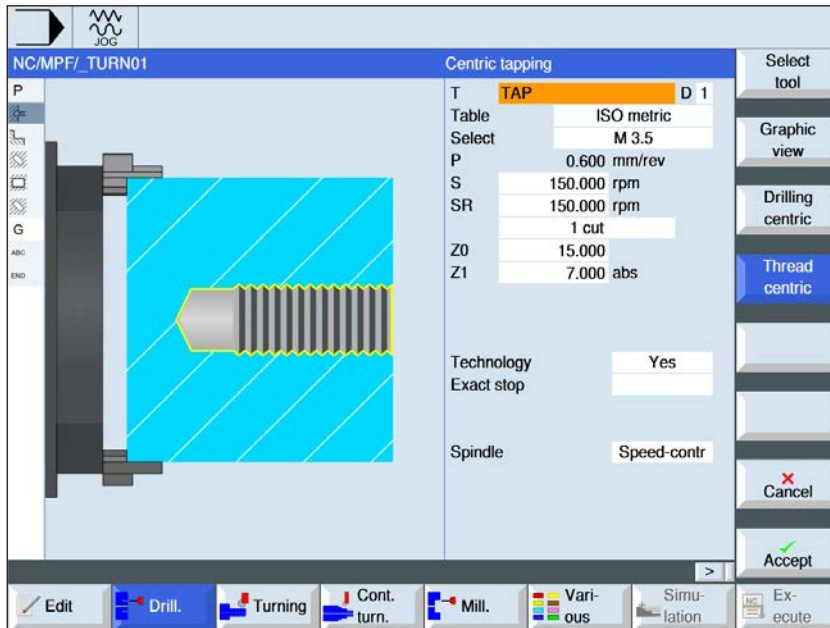 JOG
NC/MPF/_TURN01
Centric tapping
P
G
ABC
END
T TAP D 1
Table ISO metric
Select M 3.5
P 0.600 mm/rev
S 150.000 rpm
SR 150.000 rpm
1 cut
Z0 15.000
Z1 7.000 abs
Technology Yes
Exact stop
Spindle Speed-contr
Select
tool
Graphic
view
Drilling
centric
Thread
centric
Cancel
Accept
>
Edit
Drill.
Turning
Cont.
turn.
Mill.
Vari-
ous
Simu-
lation
NC
Ex-
ecute